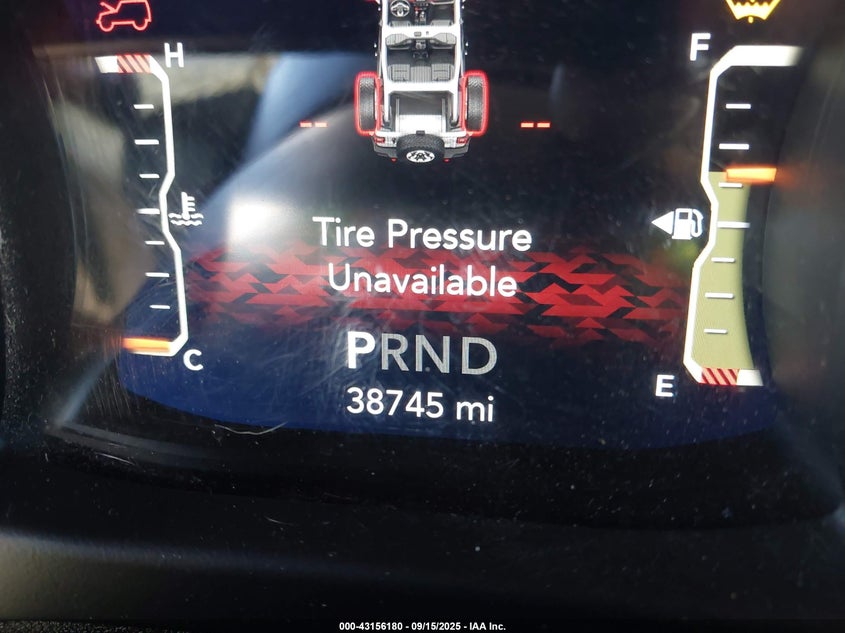 H
F
-- --
Tire Pressure
Unavailable
PRND
C
E
38745 mi
000-43156180 - 09/15/2025 - IAA Inc.